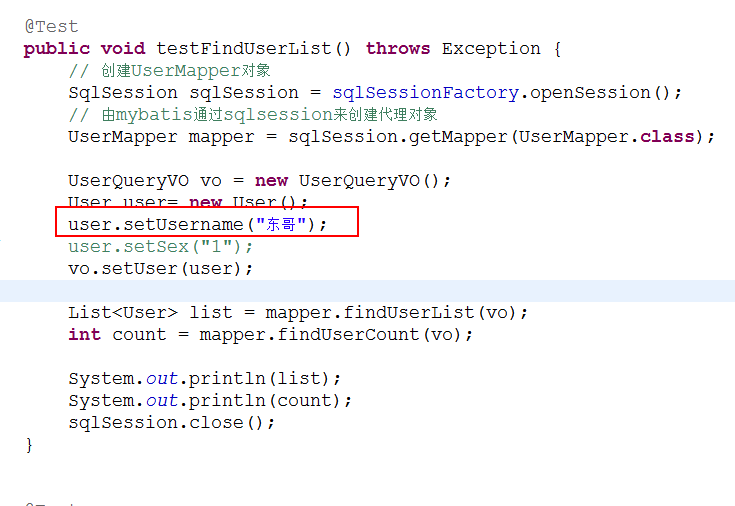 @Test
public void testFindUserList() throws Exception {
// 创建UserMapper对象
SqlSession sqlSession = sqlSessionFactory.openSession();
// 由mybatis通过sqlsession来创建代理对象
UserMapper mapper = sqlSession.getMapper(UserMapper.class);
UserQueryVO vo = new UserQueryVO();
User user= new User();
user.setUsername("东哥");
user.setSex("1");
vo.setUser(user);
List<User> list = mapper.findUserList(vo);
int count = mapper.findUserCount(vo);
System.out.println(list);
System.out.println(count);
sqlSession.close();
}